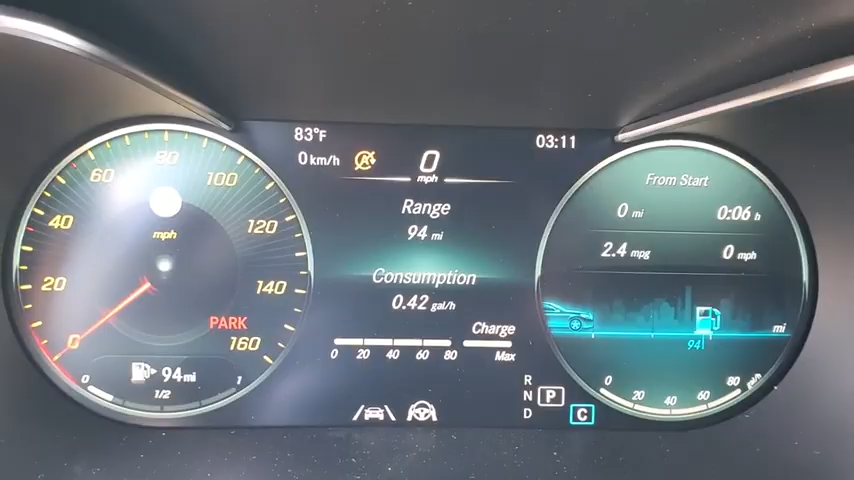 83°F
03:11
0 km/h
0
mph
Range
94 mi
Consumption
0.42 gal/h
Charge
0 20 40 60 80
Max
0
20
40
60
80
100
120
140
160
mph
PARK
94 mi
0 1/2 1
From Start
0 mi 0:06 h
2.4 mpg 0 mph
mi
94
0 20 40 60 80
R
N P
D
C